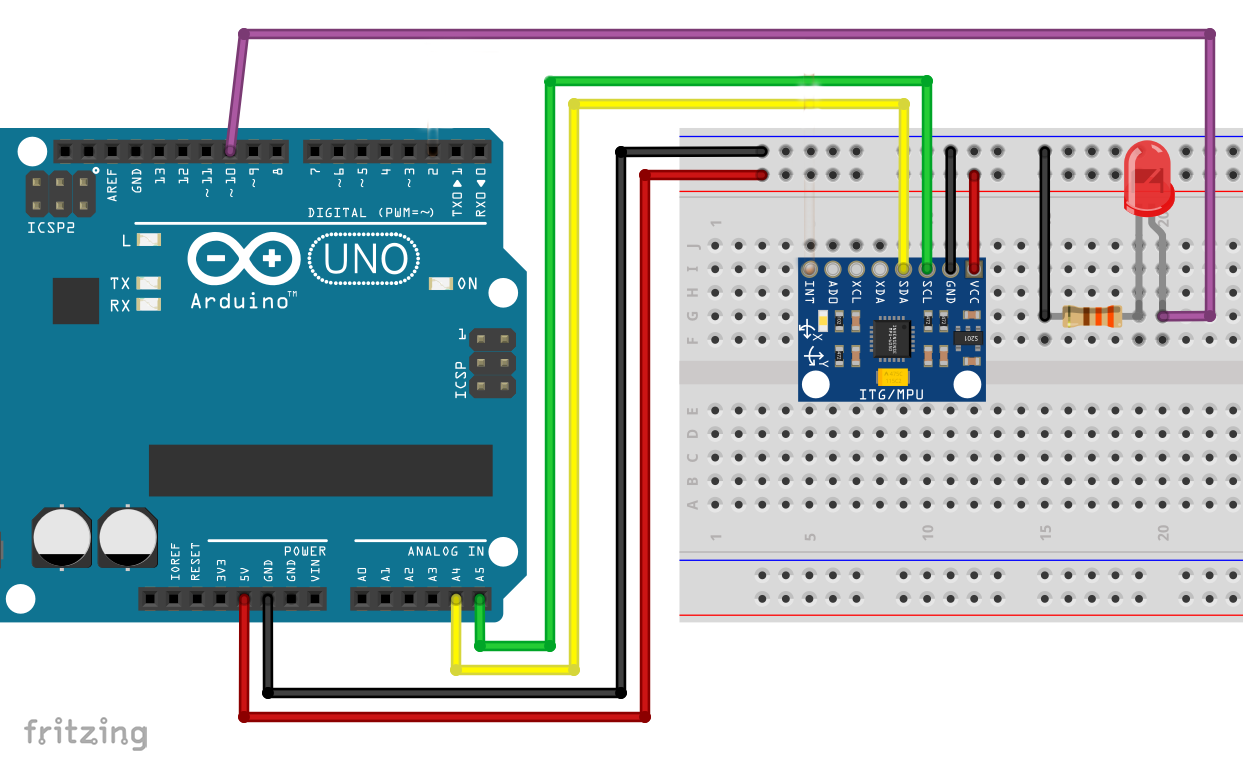 AREF
GND
13
12
~11
~10
~9
8
7
~6
~5
4
~3
2
TX0▶1
RX0◀0
ICSP2
DIGITAL (PWM=~)
L
TX
RX
UNO
ON
Arduino™
1
ICSP
IOREF
RESET
3V3
5V
GND
GND
VIN
POWER
A0
A1
A2
A3
A4
A5
ANALOG IN
1
20
J
I
H
G
F
INT
ADO
XCL
XDA
SDA
SCL
GND
VCC
X
Y
ITG/MPU
E
D
C
B
A
1
5
10
15
20
fritzing